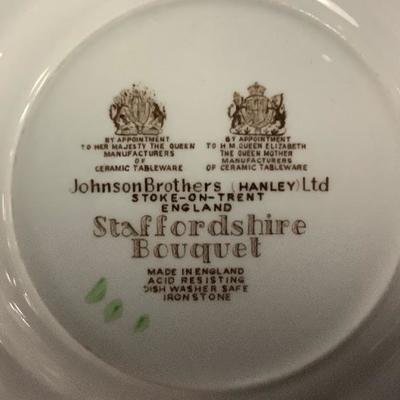 BY APPOINTMENT
TO HER MAJESTY THE QUEEN
MANUFACTURERS
OF
CERAMIC TABLEWARE
BY APPOINTMENT
TO H.M. QUEEN ELIZABETH
THE QUEEN MOTHER
MANUFACTURERS
OF CERAMIC TABLEWARE
Johnson Brothers (HANLEY) Ltd
STOKE-ON-TRENT
ENGLAND
Staffordshire
Bouquet
MADE IN ENGLAND
ACID RESISTING
DISH WASHER SAFE
IRONSTONE